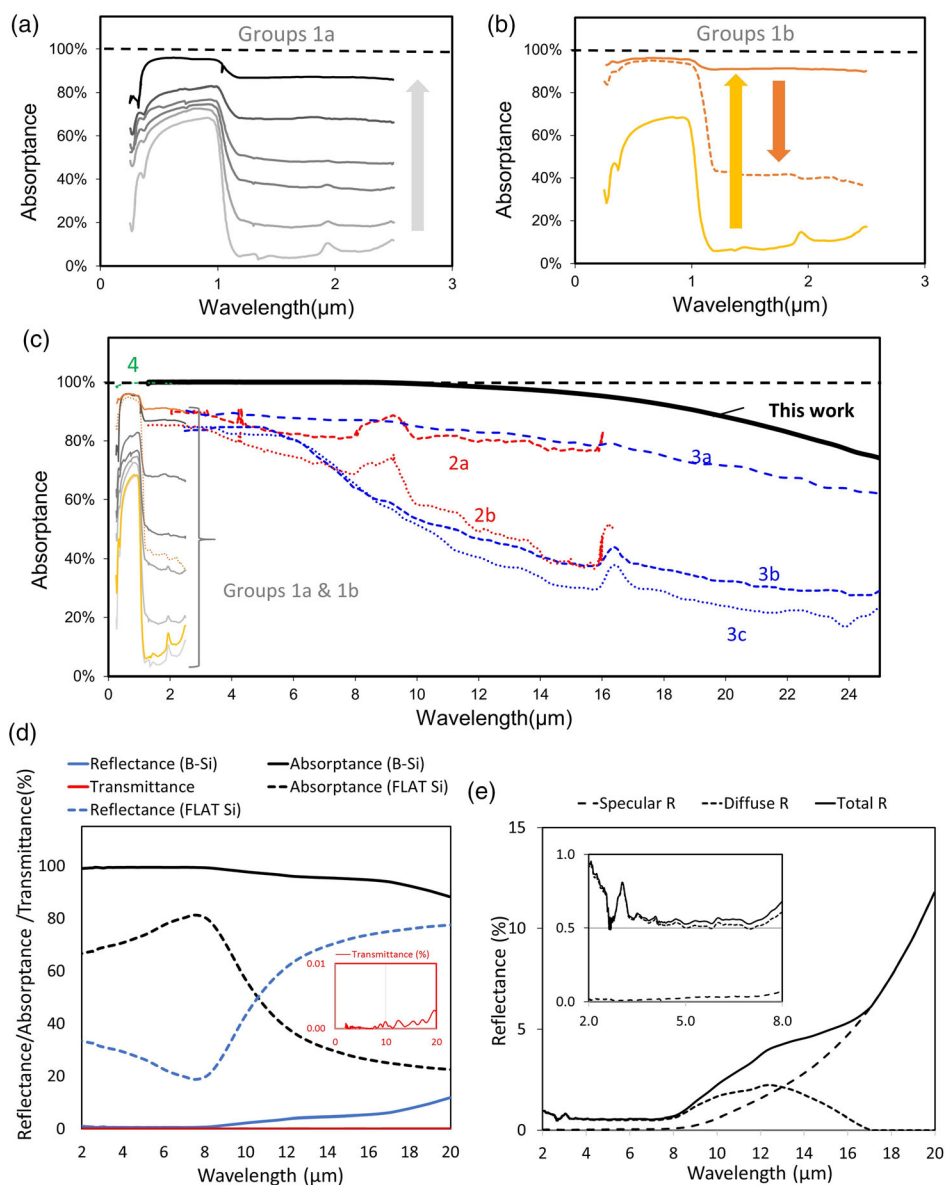 (a)
Groups 1a
100%
80%
60%
40%
20%
0%
Absorptance
0 1 2 3
Wavelength(μm)
(b)
Groups 1b
100%
80%
60%
40%
20%
0%
Absorptance
0 1 2 3
Wavelength(μm)
(c)
4
100%
80%
60%
40%
20%
0%
Absorptance
This work
2a
3a
2b
3b
3c
Groups 1a & 1b
0 2 4 6 8 10 12 14 16 18 20 22 24
Wavelength(μm)
(d)
Reflectance (B-Si) Absorptance (B-Si)
Transmittance Absorptance (FLAT Si)
Reflectance (FLAT Si)
Reflectance/Absorptance /Transmittance(%)
100
80
60
40
20
0
Transmittance (%)
0.01
0.00
0 10 20
2 4 6 8 10 12 14 16 18 20
Wavelength (μm)
(e)
Specular R Diffuse R Total R
Reflectance (%)
15
10
5
0
1.0
0.5
0.0
2.0 5.0 8.0
2 4 6 8 10 12 14 16 18 20
Wavelength (μm)